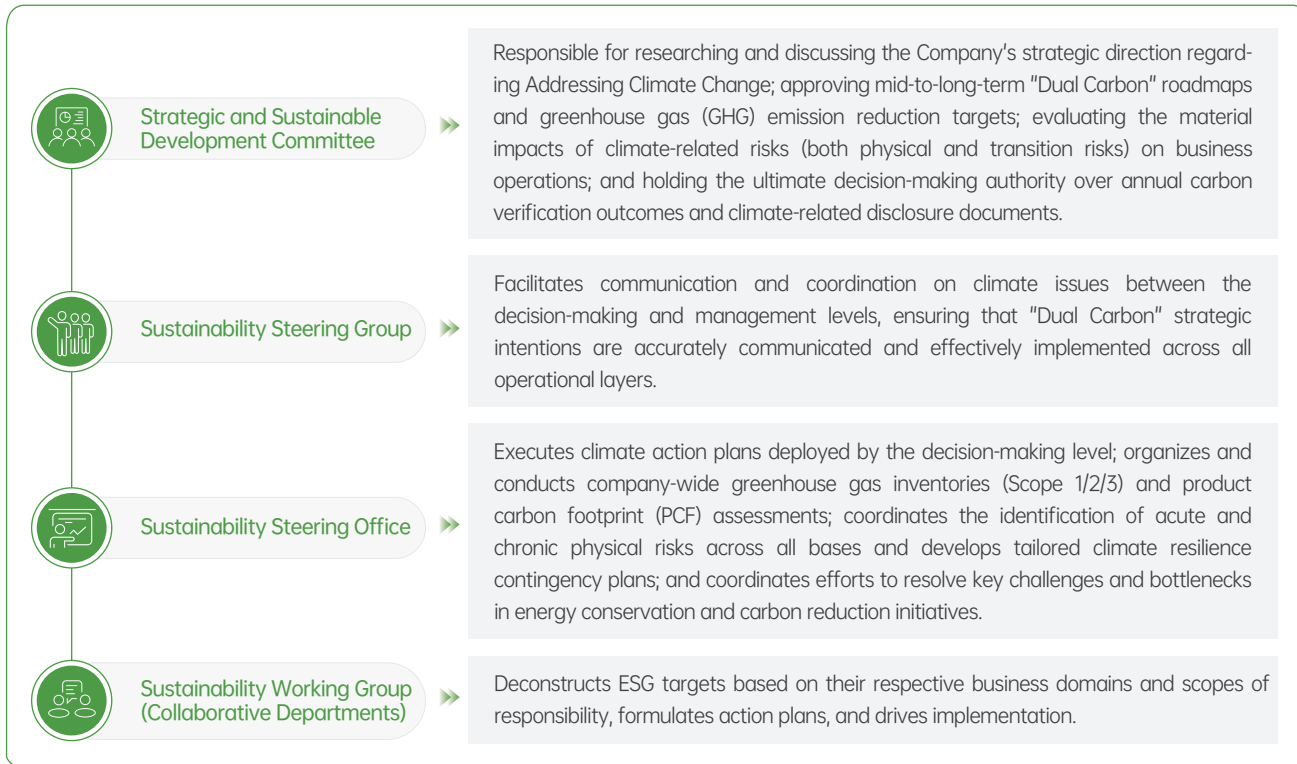 Strategic and Sustainable
Development Committee
Responsible for researching and discussing the Company's strategic direction regard-
ing Addressing Climate Change; approving mid-to-long-term "Dual Carbon" roadmaps
and greenhouse gas (GHG) emission reduction targets; evaluating the material
impacts of climate-related risks (both physical and transition risks) on business
operations; and holding the ultimate decision-making authority over annual carbon
verification outcomes and climate-related disclosure documents.
Sustainability Steering Group
Facilitates communication and coordination on climate issues between the
decision-making and management levels, ensuring that "Dual Carbon" strategic
intentions are accurately communicated and effectively implemented across all
operational layers.
Sustainability Steering Office
Executes climate action plans deployed by the decision-making level; organizes and
conducts company-wide greenhouse gas inventories (Scope 1/2/3) and product
carbon footprint (PCF) assessments; coordinates the identification of acute and
chronic physical risks across all bases and develops tailored climate resilience
contingency plans; and coordinates efforts to resolve key challenges and bottlenecks
in energy conservation and carbon reduction initiatives.
Sustainability Working Group
(Collaborative Departments)
Deconstructs ESG targets based on their respective business domains and scopes of
responsibility, formulates action plans, and drives implementation.